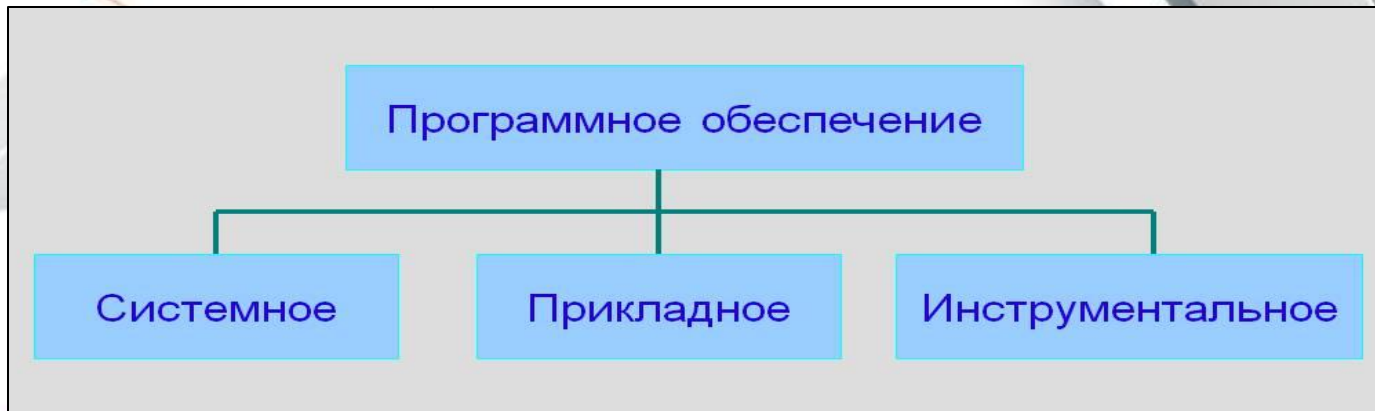 Программное обеспечение
Системное
Прикладное
Инструментальное